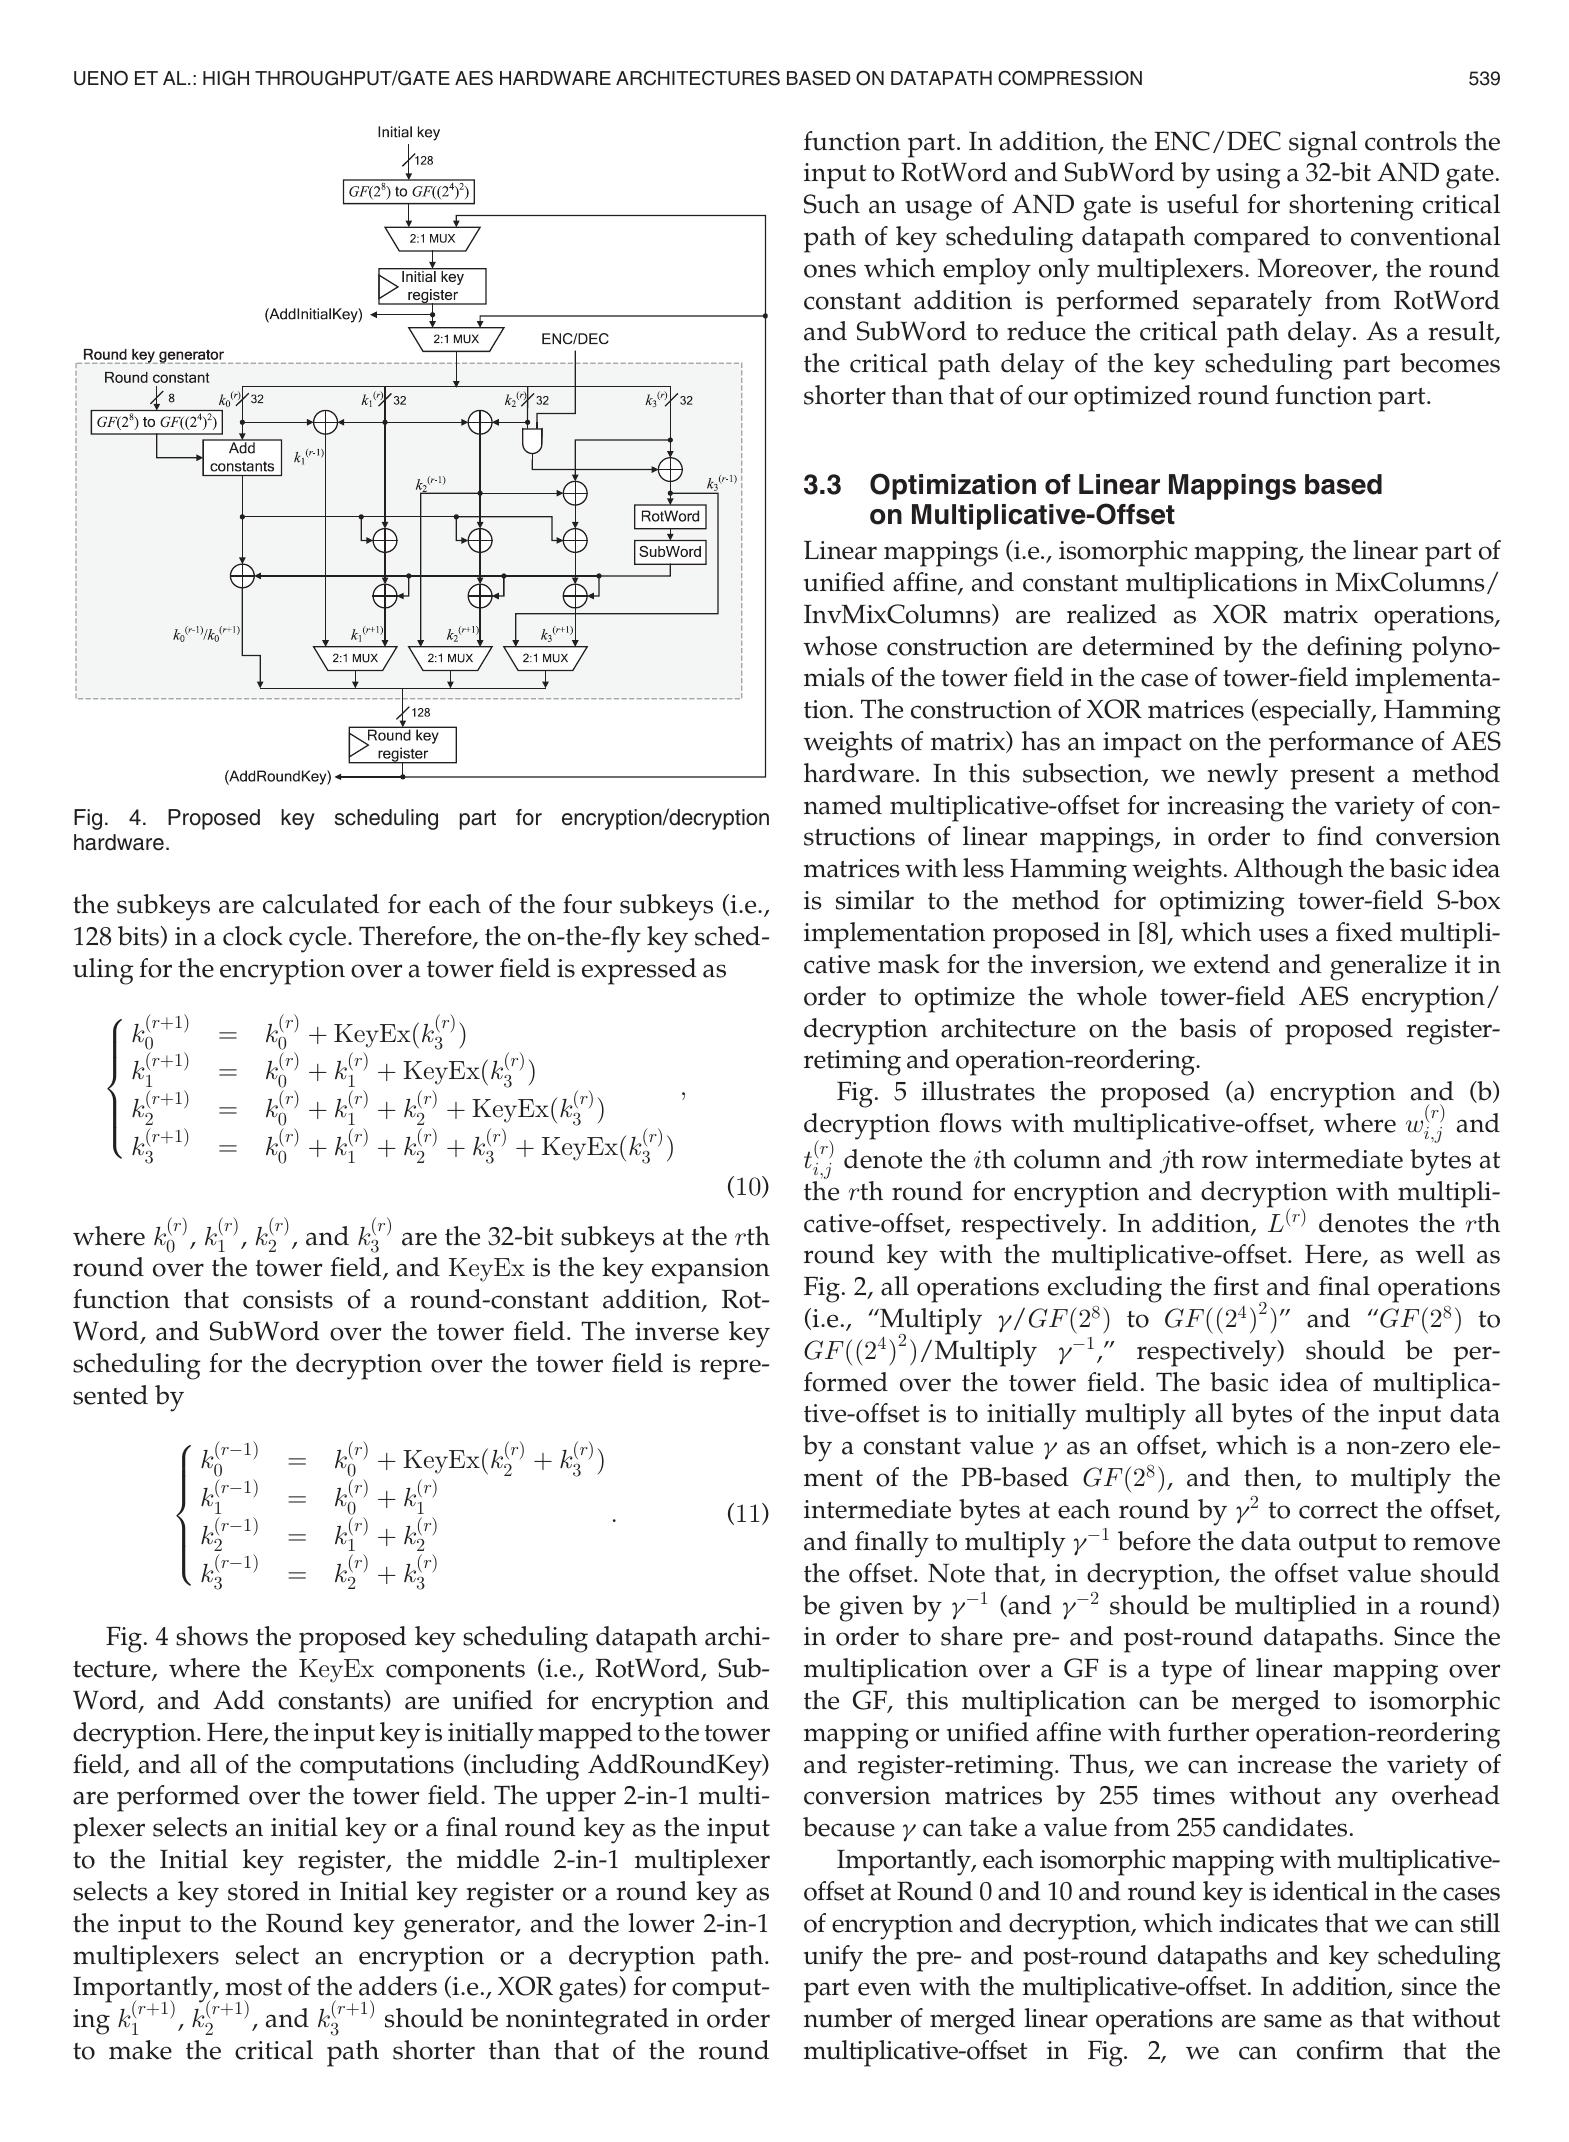 UENO ET AL.: HIGH THROUGHPUT/GATE AES HARDWARE ARCHITECTURES BASED ON DATAPATH COMPRESSION 539
Initial key
128
GF(2^8) to GF((2^4)^2)
2:1 MUX
Initial key
register
(AddInitialKey)
2:1 MUX
ENC/DEC
Round key generator
Round constant
8
k_0^(r) 32
k_1^(r) 32
k_2^(r) 32
k_3^(r) 32
GF(2^8) to GF((2^4)^2)
Add
constants
k_1^(r-1)
k_2^(r-1)
k_3^(r-1)
RotWord
SubWord
k_0^(r-1)/k_0^(r+1)
k_1^(r+1)
k_2^(r+1)
k_3^(r+1)
2:1 MUX
2:1 MUX
2:1 MUX
128
Round key
register
(AddRoundKey)
Fig. 4. Proposed key scheduling part for encryption/decryption
hardware.
the subkeys are calculated for each of the four subkeys (i.e.,
128 bits) in a clock cycle. Therefore, the on-the-fly key sched-
uling for the encryption over a tower field is expressed as
k_0^(r+1) = k_0^(r) + KeyEx(k_3^(r))
k_1^(r+1) = k_0^(r) + k_1^(r) + KeyEx(k_3^(r))
k_2^(r+1) = k_0^(r) + k_1^(r) + k_2^(r) + KeyEx(k_3^(r)) ,
k_3^(r+1) = k_0^(r) + k_1^(r) + k_2^(r) + k_3^(r) + KeyEx(k_3^(r))
(10)
where k_0^(r), k_1^(r), k_2^(r), and k_3^(r) are the 32-bit subkeys at the rth
round over the tower field, and KeyEx is the key expansion
function that consists of a round-constant addition, Rot-
Word, and SubWord over the tower field. The inverse key
scheduling for the decryption over the tower field is repre-
sented by
k_0^(r−1) = k_0^(r) + KeyEx(k_2^(r) + k_3^(r))
k_1^(r−1) = k_0^(r) + k_1^(r)
k_2^(r−1) = k_1^(r) + k_2^(r)
k_3^(r−1) = k_2^(r) + k_3^(r)
. (11)
Fig. 4 shows the proposed key scheduling datapath archi-
tecture, where the KeyEx components (i.e., RotWord, Sub-
Word, and Add constants) are unified for encryption and
decryption. Here, the input key is initially mapped to the tower
field, and all of the computations (including AddRoundKey)
are performed over the tower field. The upper 2-in-1 multi-
plexer selects an initial key or a final round key as the input
to the Initial key register, the middle 2-in-1 multiplexer
selects a key stored in Initial key register or a round key as
the input to the Round key generator, and the lower 2-in-1
multiplexers select an encryption or a decryption path.
Importantly, most of the adders (i.e., XOR gates) for comput-
ing k_1^(r+1), k_2^(r+1), and k_3^(r+1) should be nonintegrated in order
to make the critical path shorter than that of the round
function part. In addition, the ENC/DEC signal controls the
input to RotWord and SubWord by using a 32-bit AND gate.
Such an usage of AND gate is useful for shortening critical
path of key scheduling datapath compared to conventional
ones which employ only multiplexers. Moreover, the round
constant addition is performed separately from RotWord
and SubWord to reduce the critical path delay. As a result,
the critical path delay of the key scheduling part becomes
shorter than that of our optimized round function part.
3.3 Optimization of Linear Mappings based
on Multiplicative-Offset
Linear mappings (i.e., isomorphic mapping, the linear part of
unified affine, and constant multiplications in MixColumns/
InvMixColumns) are realized as XOR matrix operations,
whose construction are determined by the defining polyno-
mials of the tower field in the case of tower-field implementa-
tion. The construction of XOR matrices (especially, Hamming
weights of matrix) has an impact on the performance of AES
hardware. In this subsection, we newly present a method
named multiplicative-offset for increasing the variety of con-
structions of linear mappings, in order to find conversion
matrices with less Hamming weights. Although the basic idea
is similar to the method for optimizing tower-field S-box
implementation proposed in [8], which uses a fixed multipli-
cative mask for the inversion, we extend and generalize it in
order to optimize the whole tower-field AES encryption/
decryption architecture on the basis of proposed register-
retiming and operation-reordering.
Fig. 5 illustrates the proposed (a) encryption and (b)
decryption flows with multiplicative-offset, where w_{i,j}^(r) and
t_{i,j}^(r) denote the ith column and jth row intermediate bytes at
the rth round for encryption and decryption with multipli-
cative-offset, respectively. In addition, L^(r) denotes the rth
round key with the multiplicative-offset. Here, as well as
Fig. 2, all operations excluding the first and final operations
(i.e., “Multiply γ/GF(2^8) to GF((2^4)^2)” and “GF(2^8) to
GF((2^4)^2)/Multiply γ^−1,” respectively) should be per-
formed over the tower field. The basic idea of multiplica-
tive-offset is to initially multiply all bytes of the input data
by a constant value γ as an offset, which is a non-zero ele-
ment of the PB-based GF(2^8), and then, to multiply the
intermediate bytes at each round by γ^2 to correct the offset,
and finally to multiply γ^−1 before the data output to remove
the offset. Note that, in decryption, the offset value should
be given by γ^−1 (and γ^−2 should be multiplied in a round)
in order to share pre- and post-round datapaths. Since the
multiplication over a GF is a type of linear mapping over
the GF, this multiplication can be merged to isomorphic
mapping or unified affine with further operation-reordering
and register-retiming. Thus, we can increase the variety of
conversion matrices by 255 times without any overhead
because γ can take a value from 255 candidates.
Importantly, each isomorphic mapping with multiplicative-
offset at Round 0 and 10 and round key is identical in the cases
of encryption and decryption, which indicates that we can still
unify the pre- and post-round datapaths and key scheduling
part even with the multiplicative-offset. In addition, since the
number of merged linear operations are same as that without
multiplicative-offset in Fig. 2, we can confirm that the